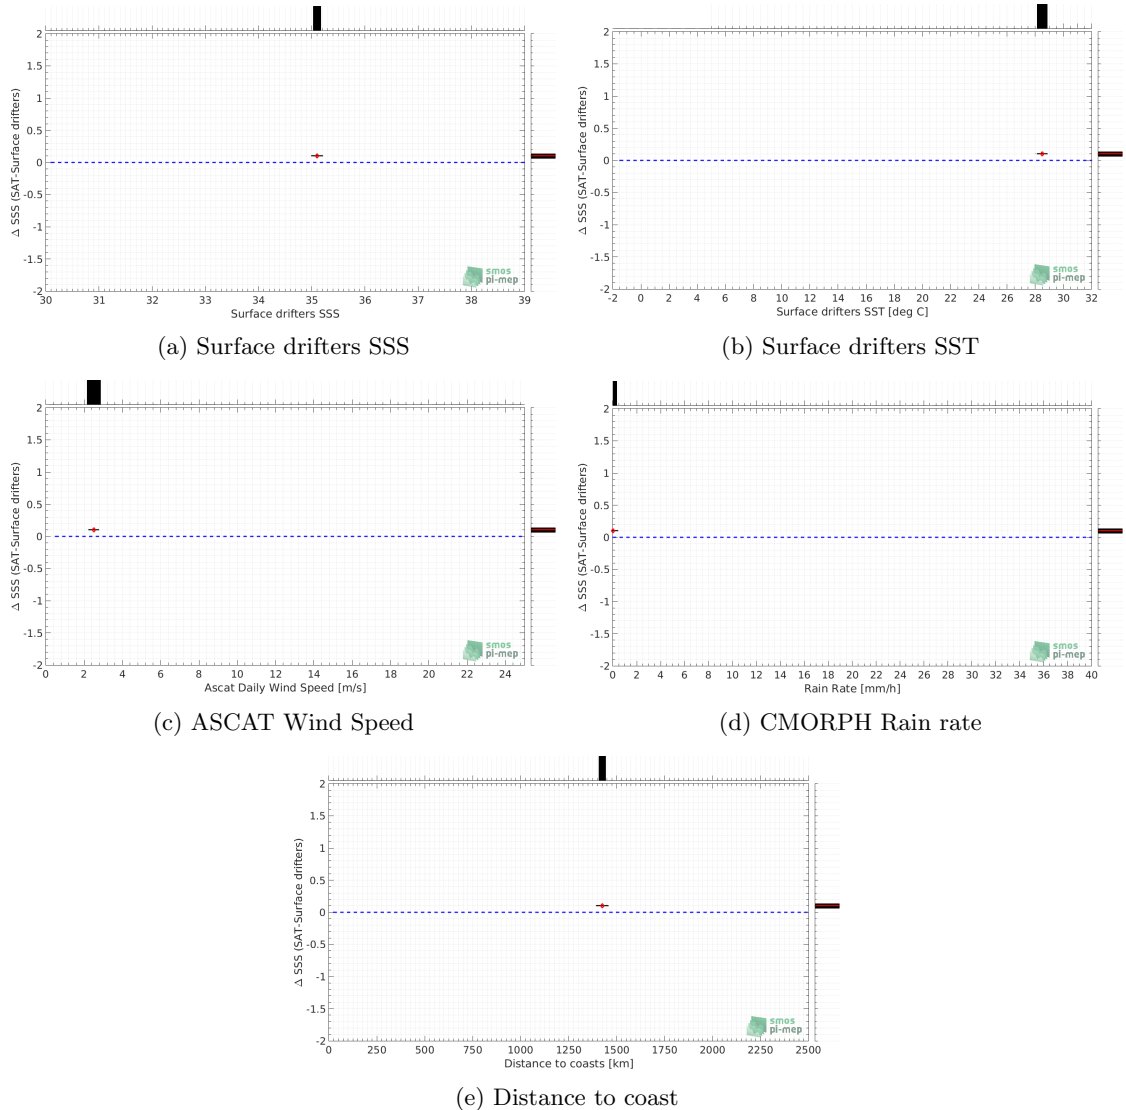 2
1.5
1
0.5
0
-0.5
-1
-1.5
-2
Δ SSS (SAT-Surface drifters)
30 31 32 33 34 35 36 37 38 39
Surface drifters SSS
smos
pi-mep
(a) Surface drifters SSS
2
1.5
1
0.5
0
-0.5
-1
-1.5
-2
Δ SSS (SAT-Surface drifters)
-2 0 2 4 6 8 10 12 14 16 18 20 22 24 26 28 30 32
Surface drifters SST [deg C]
smos
pi-mep
(b) Surface drifters SST
2
1.5
1
0.5
0
-0.5
-1
-1.5
-2
Δ SSS (SAT-Surface drifters)
0 2 4 6 8 10 12 14 16 18 20 22 24
Ascat Daily Wind Speed [m/s]
smos
pi-mep
(c) ASCAT Wind Speed
2
1.5
1
0.5
0
-0.5
-1
-1.5
-2
Δ SSS (SAT-Surface drifters)
0 2 4 6 8 10 12 14 16 18 20 22 24 26 28 30 32 34 36 38 40
Rain Rate [mm/h]
smos
pi-mep
(d) CMORPH Rain rate
2
1.5
1
0.5
0
-0.5
-1
-1.5
-2
Δ SSS (SAT-Surface drifters)
0 250 500 750 1000 1250 1500 1750 2000 2250 2500
Distance to coasts [km]
smos
pi-mep
(e) Distance to coast